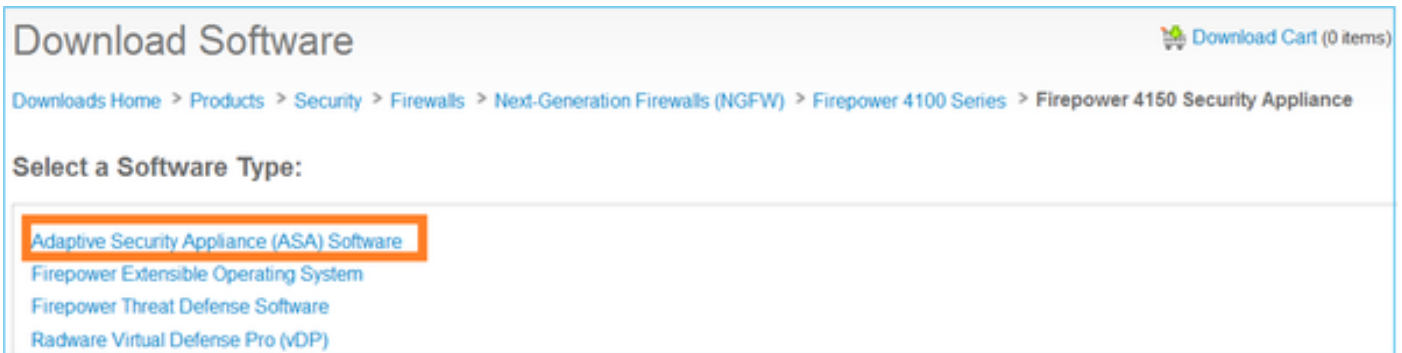 Download Software
Download Cart (0 items)
Downloads Home > Products > Security > Firewalls > Next-Generation Firewalls (NGFW) > Firepower 4100 Series > Firepower 4150 Security Appliance
Select a Software Type:
Adaptive Security Appliance (ASA) Software
Firepower Extensible Operating System
Firepower Threat Defense Software
Radware Virtual Defense Pro (vDP)